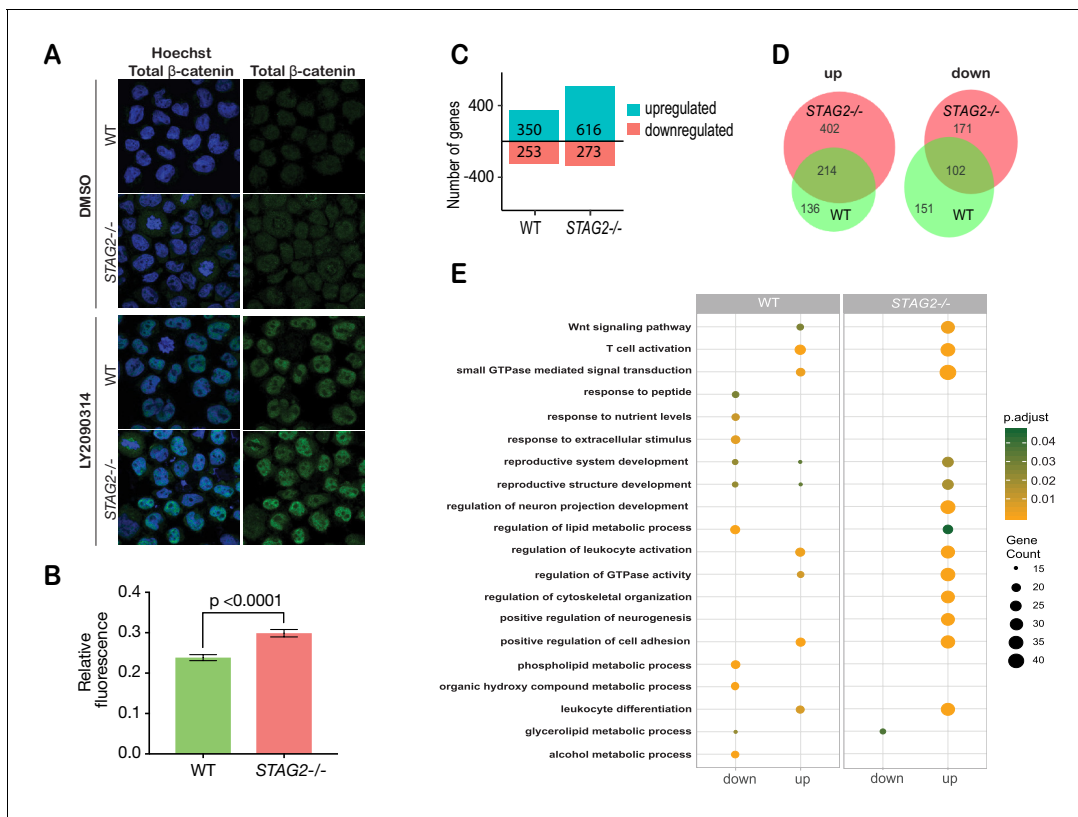 A
Hoechst
Total β-catenin
Total β-catenin
DMSO
WT
STAG2-/-
LY2090314
WT
STAG2-/-
B
p <0.0001
Relative
fluorescence
0.4
0.3
0.2
0.1
0.0
WT
STAG2-/-
C
Number of genes
400
-400
350
616
253
273
upregulated
downregulated
WT
STAG2-/-
D
up
down
STAG2-/-
402
214
136
WT
STAG2-/-
171
102
151
WT
E
WT
STAG2-/-
Wnt signaling pathway
T cell activation
small GTPase mediated signal transduction
response to peptide
response to nutrient levels
response to extracellular stimulus
reproductive system development
reproductive structure development
regulation of neuron projection development
regulation of lipid metabolic process
regulation of leukocyte activation
regulation of GTPase activity
regulation of cytoskeletal organization
positive regulation of neurogenesis
positive regulation of cell adhesion
phospholipid metabolic process
organic hydroxy compound metabolic process
leukocyte differentiation
glycerolipid metabolic process
alcohol metabolic process
down
up
down
up
p.adjust
0.04
0.03
0.02
0.01
Gene
Count
15
20
25
30
35
40